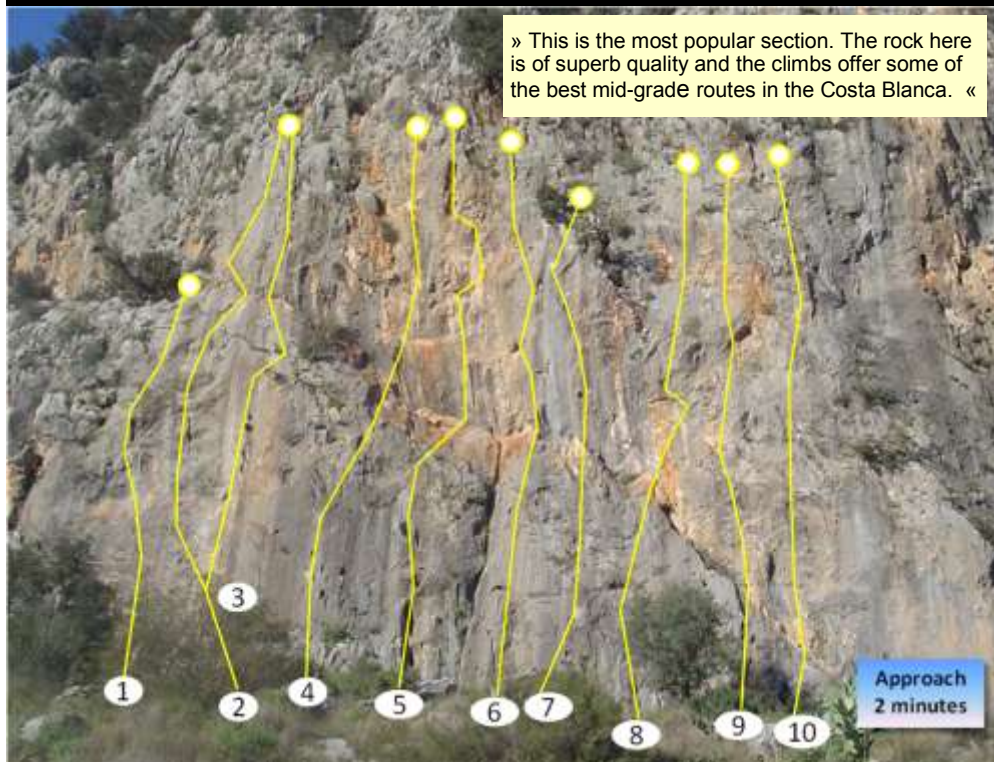 » This is the most popular section. The rock here
is of superb quality and the climbs offer some of
the best mid-grade routes in the Costa Blanca. «
3
1
2
4
5
6
7
8
9
10
Approach
2 minutes